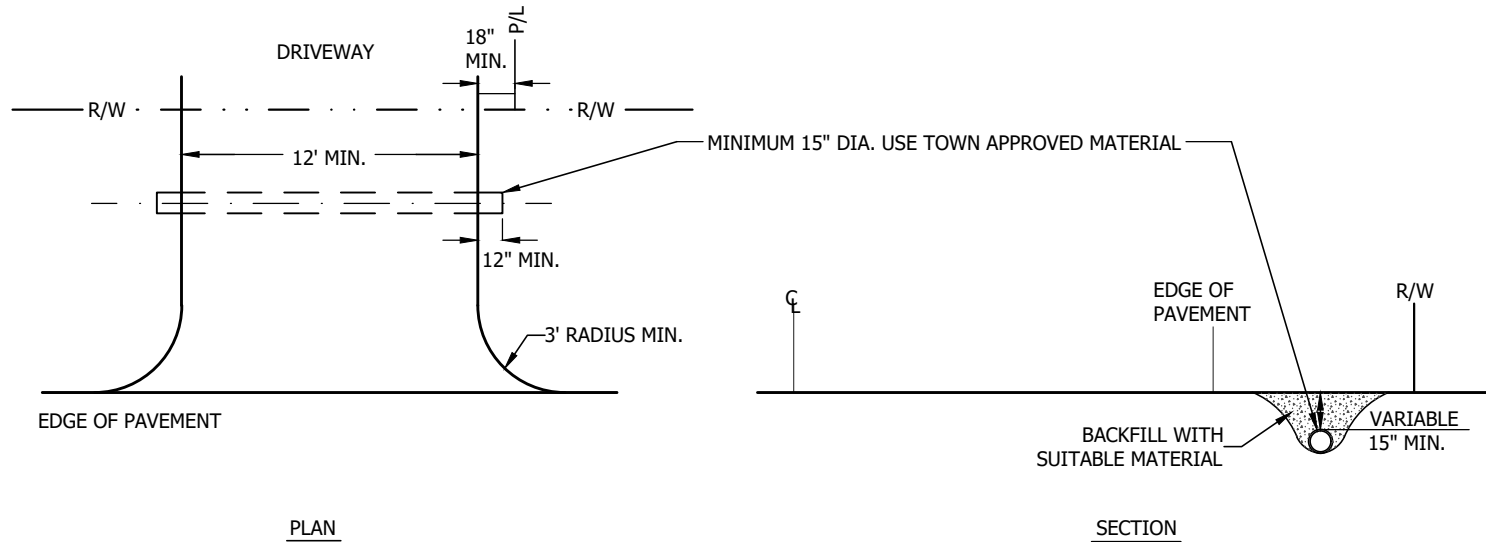 18"
MIN.
P/L
DRIVEWAY
R/W
R/W
12' MIN.
MINIMUM 15" DIA. USE TOWN APPROVED MATERIAL
12" MIN.
3' RADIUS MIN.
EDGE OF PAVEMENT
PLAN
℄
EDGE OF
PAVEMENT
R/W
VARIABLE
15" MIN.
BACKFILL WITH
SUITABLE MATERIAL
SECTION